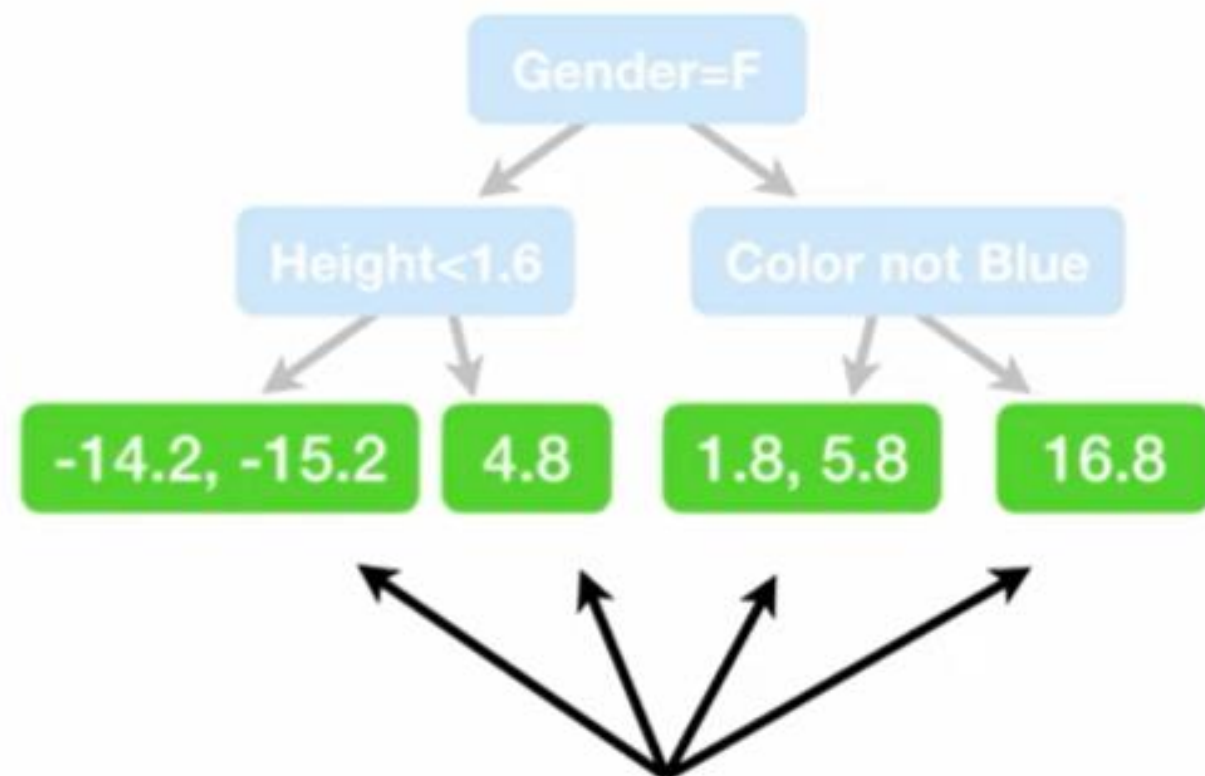 Gender=F
Height<1.6
Color not Blue
-14.2, -15.2
4.8
1.8, 5.8
16.8